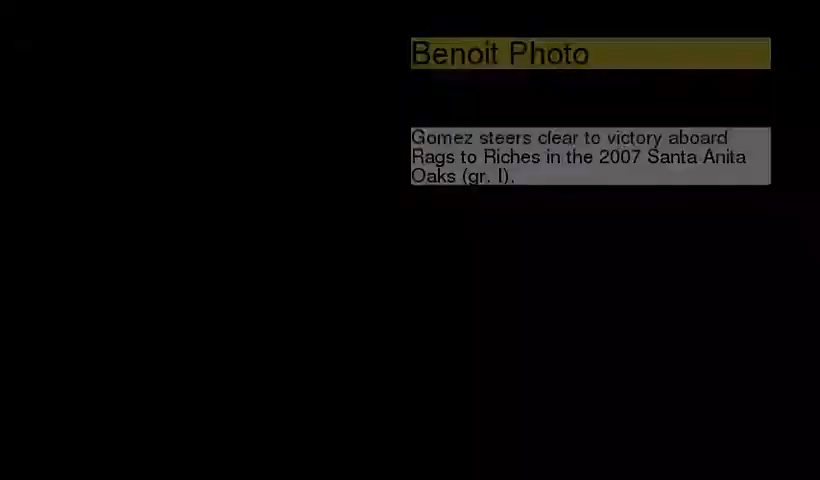 Benoit Photo
Gomez steers clear to victory aboard
Rags to Riches in the 2007 Santa Anita
Oaks (gr. I).